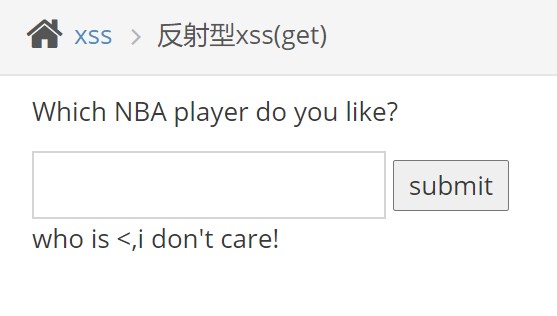 xss > 反射型xss(get)
Which NBA player do you like?
submit
who is <,i don't care!